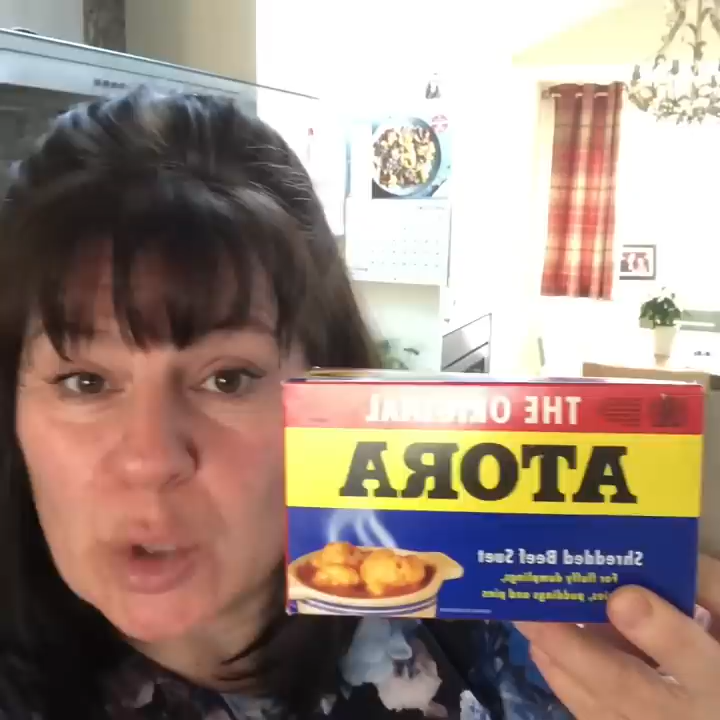 THE ORIGINAL
ATORA
Shredded Beef Suet
For fluffy dumplings,
puddings and pies